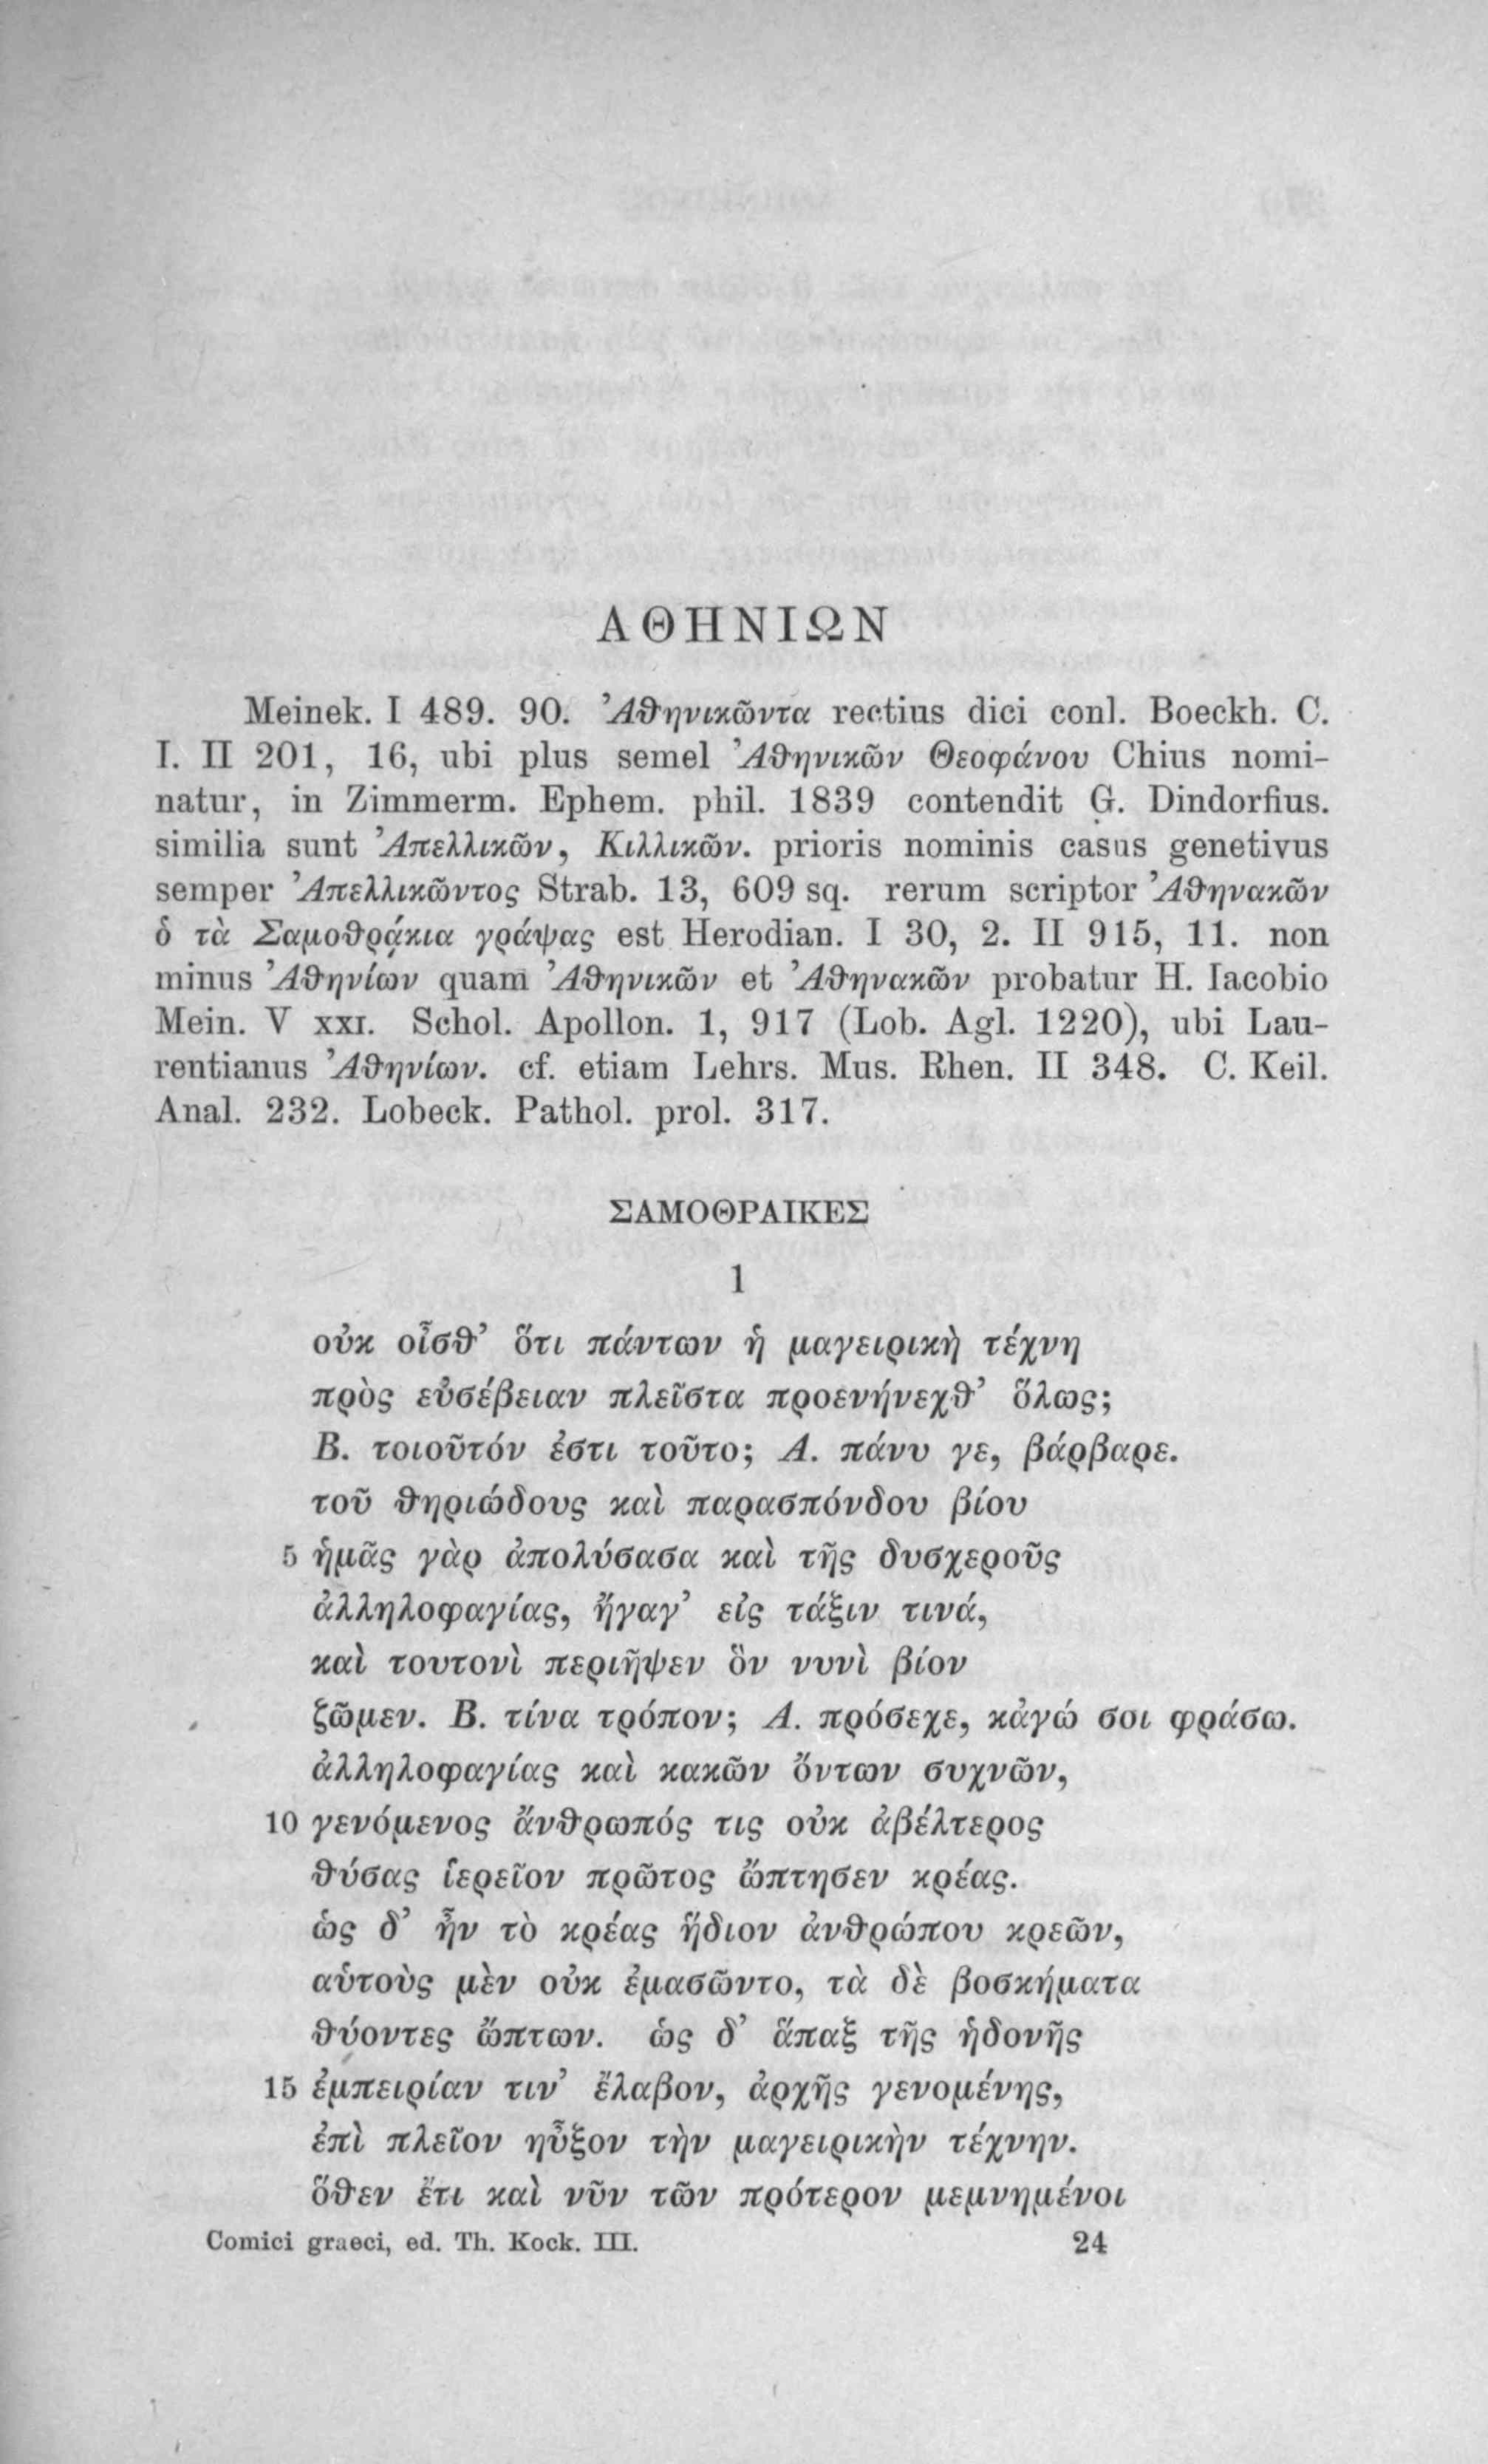 ΑΘΗΝΙΩΝ
Meinek. I 489. 90. Ἀθηνικῶντα rectius dici conl. Boeckh. C.
I. II 201, 16, ubi plus semel Ἀθηνικῶν Θεοφάνου Chius nomi-
natur, in Zimmerm. Ephem. phil. 1839 contendit G. Dindorfius.
similia sunt Ἀπελλικῶν, Κιλλικῶν. prioris nominis casus genetivus
semper Ἀπελλικῶντος Strab. 13, 609 sq. rerum scriptor Ἀθηνακῶν
ὁ τὰ Σαμοθρᾴκια γράψας est Herodian. I 30, 2. II 915, 11. non
minus Ἀθηνίων quam Ἀθηνικῶν et Ἀθηνακῶν probatur H. Iacobio
Mein. V XXI. Schol. Apollon. 1, 917 (Lob. Agl. 1220), ubi Lau-
rentianus Ἀθηνίων. cf. etiam Lehrs. Mus. Rhen. II 348. C. Keil.
Anal. 232. Lobeck. Pathol. prol. 317.
ΣΑΜΟΘΡΑΙΚΕΣ
1
οὐκ οἶσθ’ ὅτι πάντων ἡ μαγειρικὴ τέχνη
πρὸς εὐσέβειαν πλεῖστα προενήνεχθ’ ὅλως;
Β. τοιοῦτόν ἐστι τοῦτο; Α. πάνυ γε, βάρβαρε.
τοῦ θηριώδους καὶ παρασπόνδου βίου
5 ἡμᾶς γὰρ ἀπολύσασα καὶ τῆς δυσχεροῦς
ἀλληλοφαγίας, ἤγαγ’ εἰς τάξιν τινά,
καὶ τουτονὶ περιῆψεν ὃν νυνὶ βίον
ζῶμεν. Β. τίνα τρόπον; Α. πρόσεχε, κἀγώ σοι φράσω.
ἀλληλοφαγίας καὶ κακῶν ὄντων συχνῶν,
10 γενόμενος ἄνθρωπός τις οὐκ ἀβέλτερος
θύσας ἱερεῖον πρῶτος ὤπτησεν κρέας.
ὡς δ’ ἦν τὸ κρέας ἥδιον ἀνθρώπου κρεῶν,
αὑτοὺς μὲν οὐκ ἐμασῶντο, τὰ δὲ βοσκήματα
θύοντες ὤπτων. ὡς δ’ ἅπαξ τῆς ἡδονῆς
15 ἐμπειρίαν τιν’ ἔλαβον, ἀρχῆς γενομένης,
ἐπὶ πλεῖον ηὖξον τὴν μαγειρικὴν τέχνην.
ὅθεν ἔτι καὶ νῦν τῶν πρότερον μεμνημένοι
Comici graeci, ed. Th. Kock. III. 24